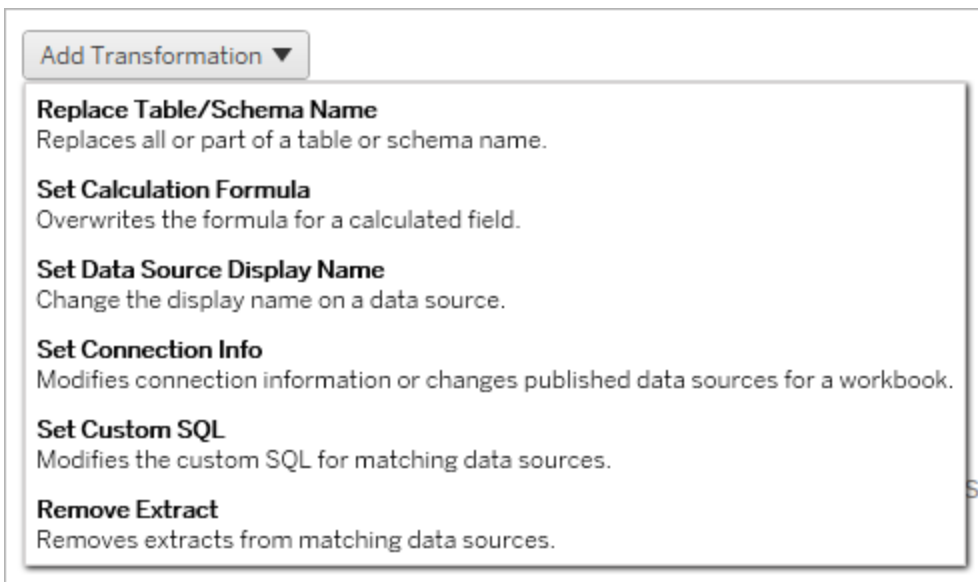 Add Transformation ▼
Replace Table/Schema Name
Replaces all or part of a table or schema name.
Set Calculation Formula
Overwrites the formula for a calculated field.
Set Data Source Display Name
Change the display name on a data source.
Set Connection Info
Modifies connection information or changes published data sources for a workbook.
Set Custom SQL
Modifies the custom SQL for matching data sources.
Remove Extract
Removes extracts from matching data sources.